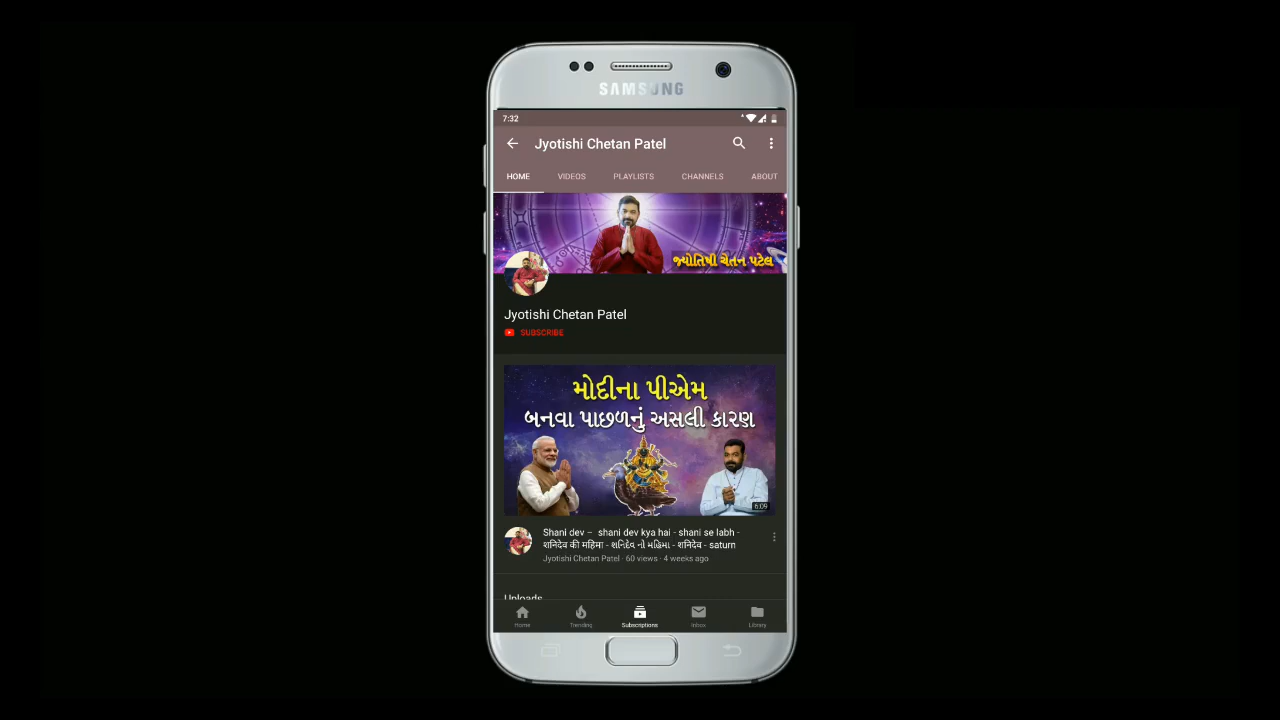 SAMSUNG
7:32
Jyotishi Chetan Patel
HOME VIDEOS PLAYLISTS CHANNELS ABOUT
જ્યોતિષી ચેતન પટેલ
Jyotishi Chetan Patel
SUBSCRIBE
મોદીના પીએમ
બનવા પાછળનું અસલી કારણ
6:09
Shani dev – shani dev kya hai - shani se labh -
शनिदेव की महिमा - શનિદેવ નો મહિમા - शनिदेव - saturn
Jyotishi Chetan Patel · 60 views · 4 weeks ago
Uploads
Home Trending Subscriptions Inbox Library